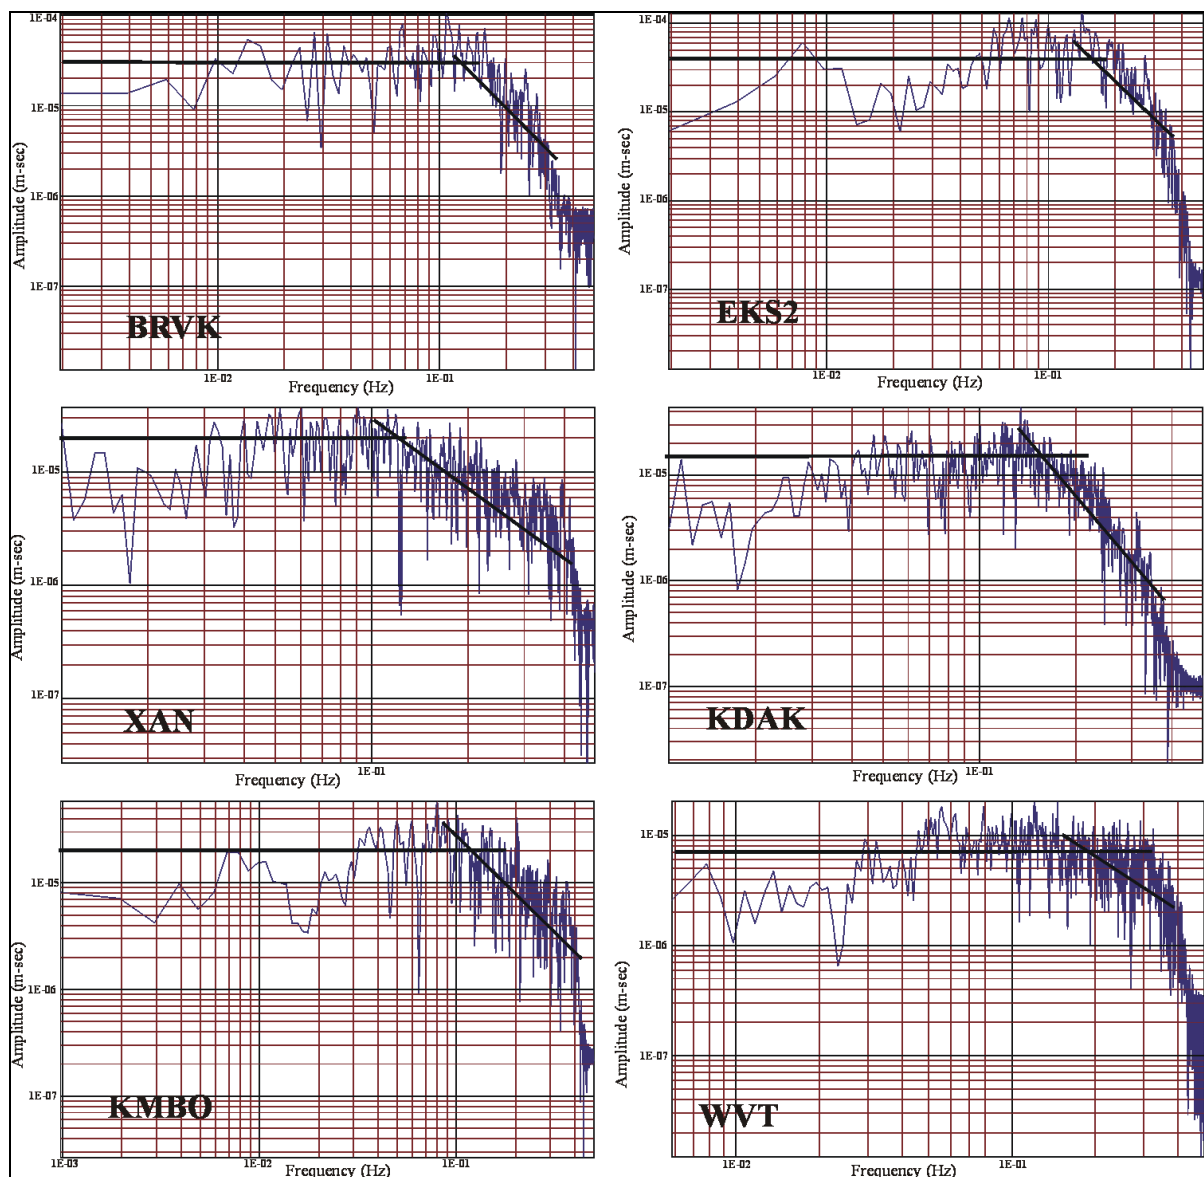 1E-04
1E-05
1E-06
1E-07
Amplitude (m-sec)
BRVK
1E-02
1E-01
Frequency (Hz)
1E-04
1E-05
1E-06
1E-07
Amplitude (m-sec)
EKS2
1E-02
1E-01
Frequency (Hz)
1E-05
1E-06
1E-07
Amplitude (m-sec)
XAN
1E-01
Frequency (Hz)
1E-05
1E-06
1E-07
Amplitude (m-sec)
KDAK
1E-01
Frequency (Hz)
1E-05
1E-06
1E-07
Amplitude (m-sec)
KMBO
1E-03
1E-02
1E-01
Frequency (Hz)
1E-05
1E-06
1E-07
Amplitude (m-sec)
WVT
1E-02
1E-01
Frequency (Hz)